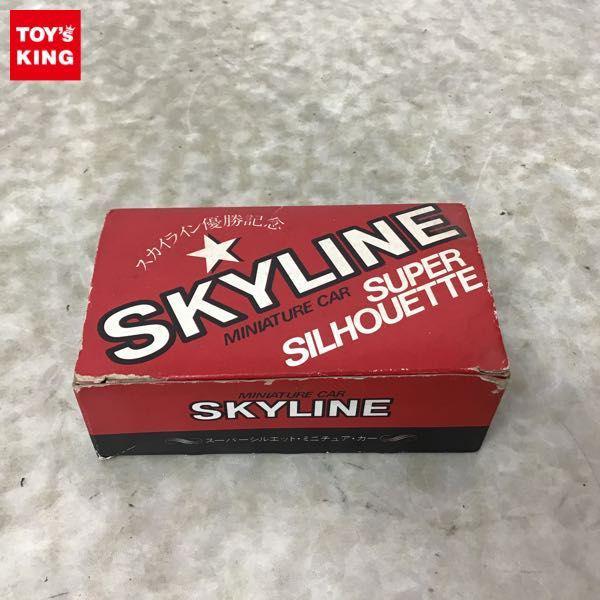 TOY's
KING
スカイライン優勝記念
SKYLINE
MINIATURE CAR
SUPER
SILHOUETTE
MINIATURE CAR
SKYLINE
スーパーシルエット・ミニチュア・カー